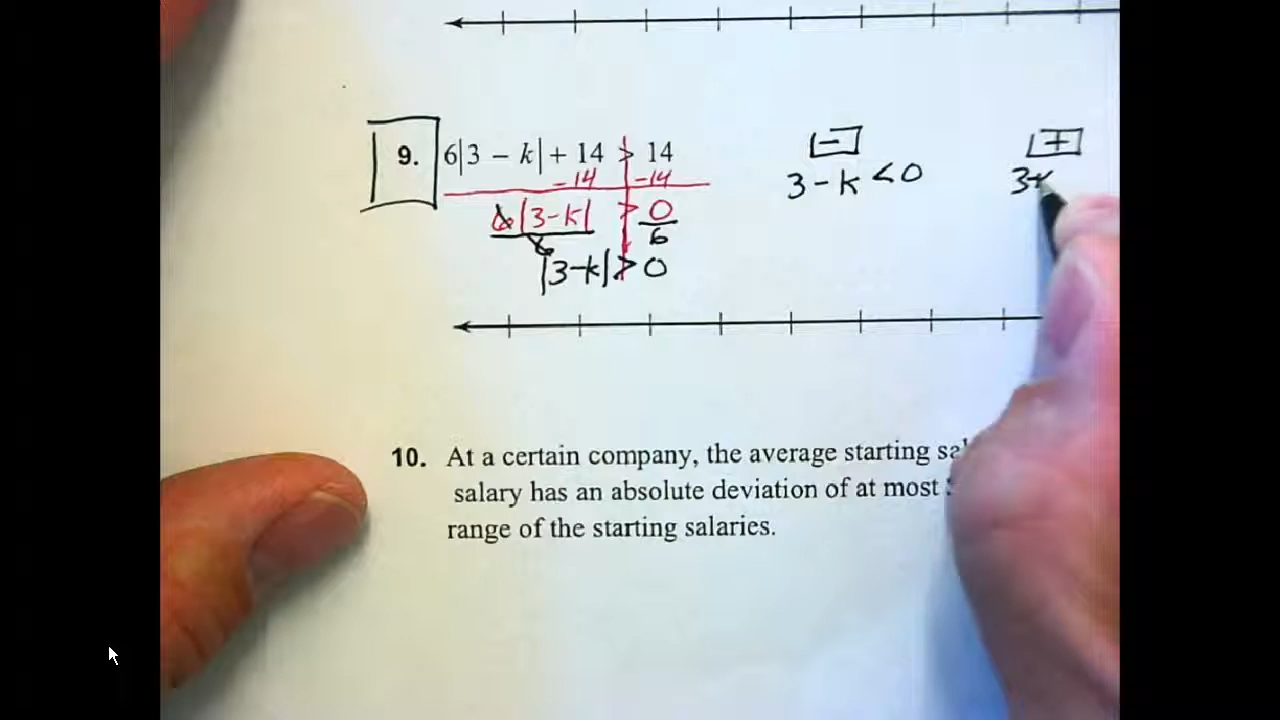 9. 6|3 − k| + 14 > 14
−14 −14
6|3−k| > 0
6 6
|3−k| > 0
−
3−k <0
+
3
10. At a certain company, the average starting
salary has an absolute deviation of at most
range of the starting salaries.